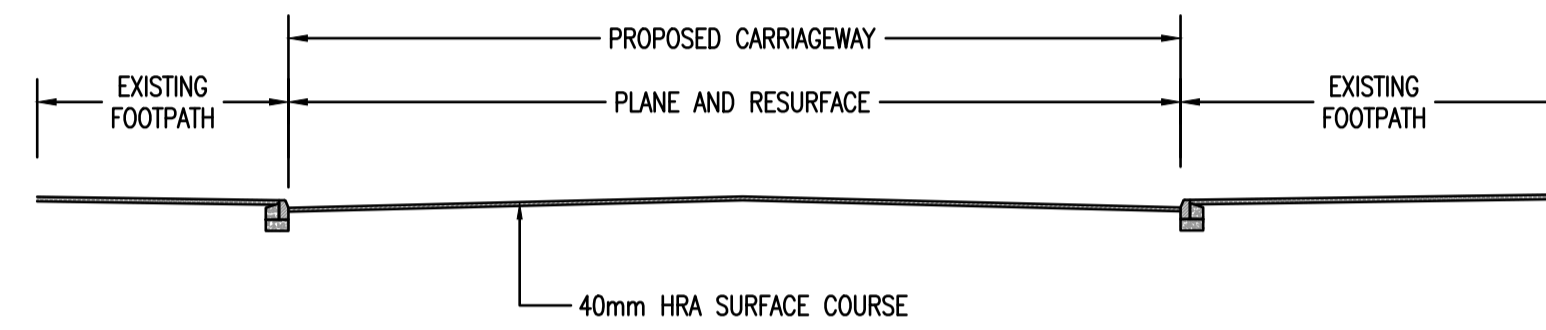 PROPOSED CARRIAGEWAY
EXISTING
FOOTPATH
PLANE AND RESURFACE
EXISTING
FOOTPATH
40mm HRA SURFACE COURSE